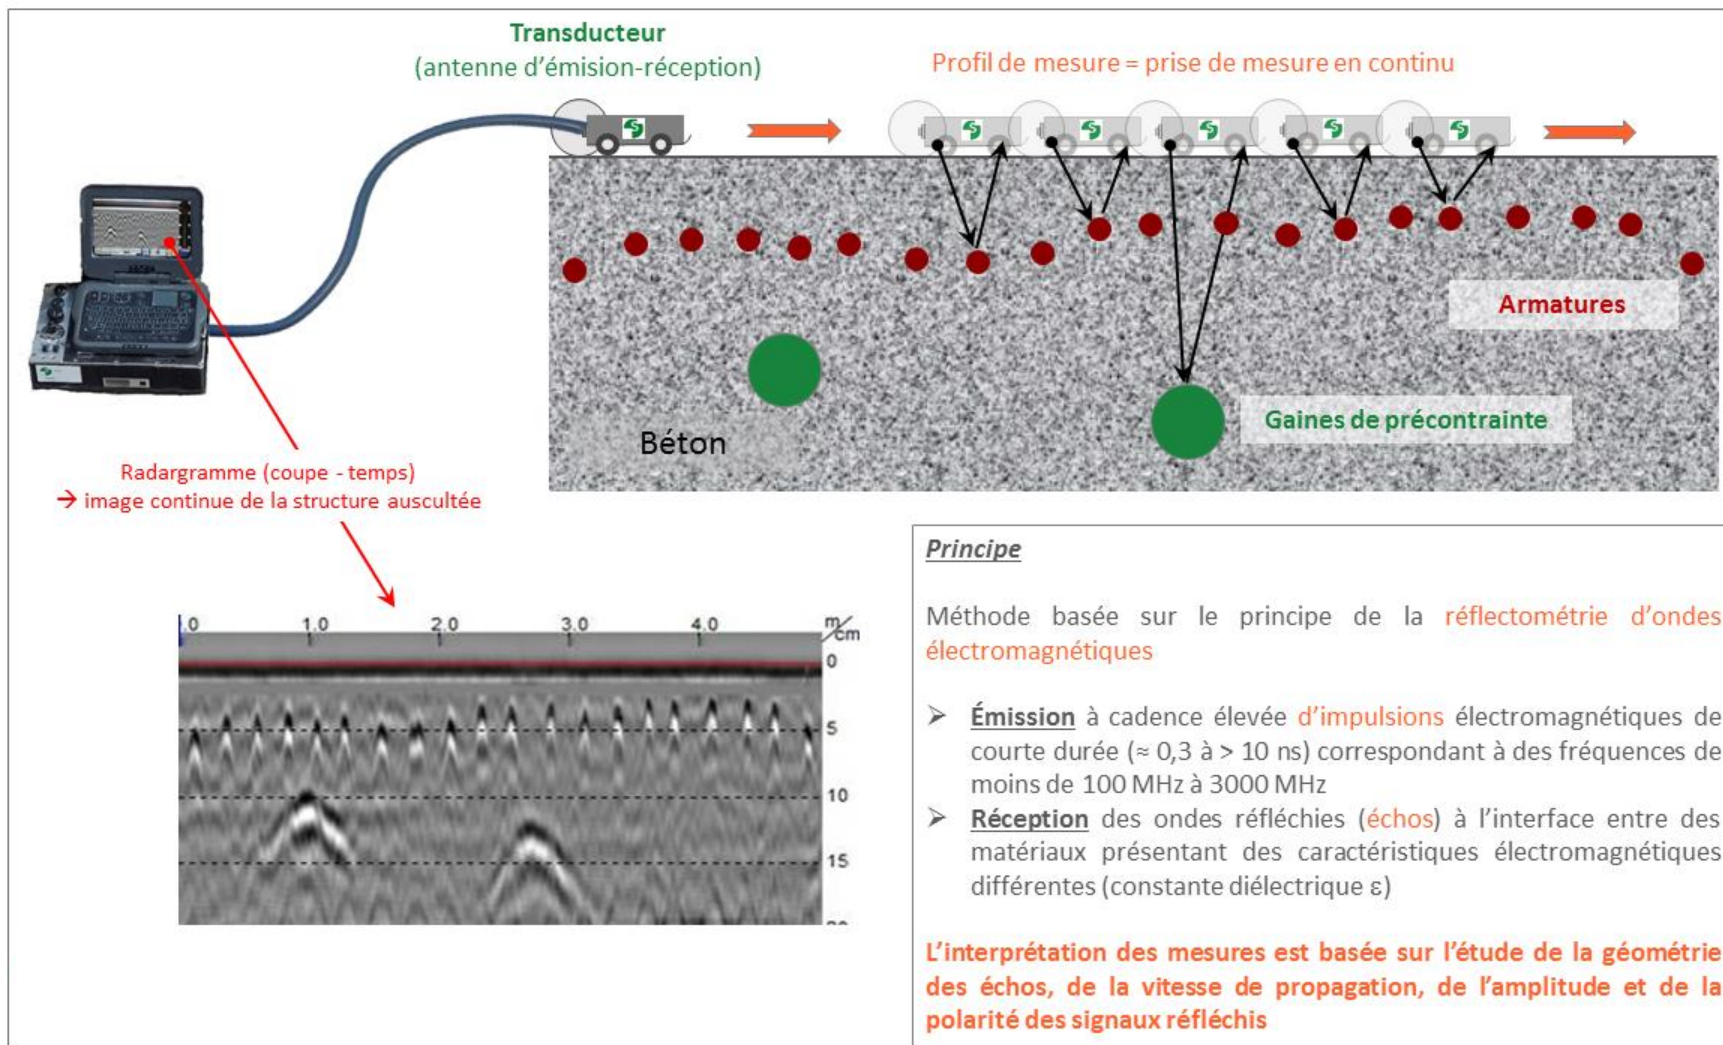 Transducteur
(antenne d'émision-réception)
Profil de mesure = prise de mesure en continu
Armatures
Gaines de précontrainte
Béton
Radargramme (coupe - temps)
→ image continue de la structure auscultée
.0 1.0 2.0 3.0 4.0 m/cm
0
5
10
15
Principe
Méthode basée sur le principe de la réflectométrie d'ondes
électromagnétiques
➢ Émission à cadence élevée d'impulsions électromagnétiques de
courte durée (≈ 0,3 à > 10 ns) correspondant à des fréquences de
moins de 100 MHz à 3000 MHz
➢ Réception des ondes réfléchies (échos) à l'interface entre des
matériaux présentant des caractéristiques électromagnétiques
différentes (constante diélectrique ε)
L'interprétation des mesures est basée sur l'étude de la géométrie
des échos, de la vitesse de propagation, de l'amplitude et de la
polarité des signaux réfléchis